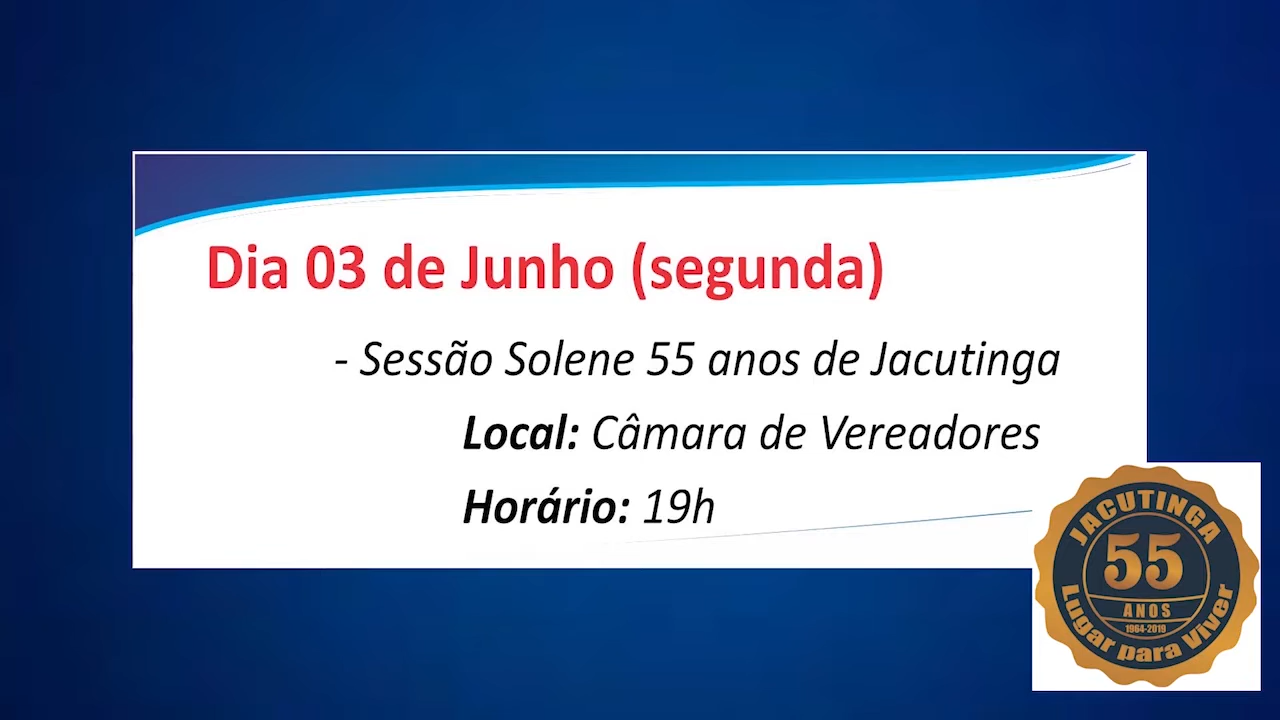 Dia 03 de Junho (segunda)
- Sessão Solene 55 anos de Jacutinga
Local: Câmara de Vereadores
Horário: 19h
JACUTINGA
55
ANOS
1964-2019
Lugar para Viver